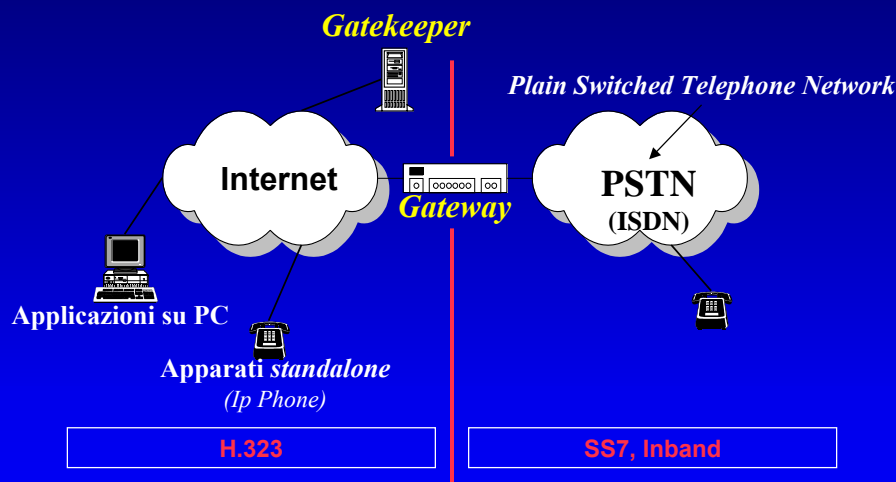 Gatekeeper
Plain Switched Telephone Network
Internet
Gateway
PSTN
(ISDN)
Applicazioni su PC
Apparati standalone
(Ip Phone)
H.323
SS7, Inband